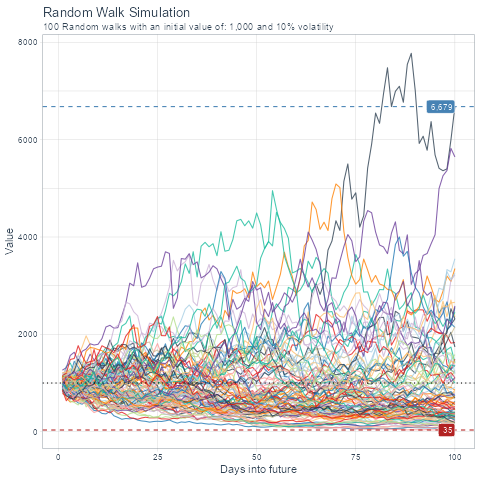 Random Walk Simulation
100 Random walks with an initial value of: 1,000 and 10% volatility
8000
6,679
6000
Value
4000
2000
0
35
0 25 50 75 100
Days into future